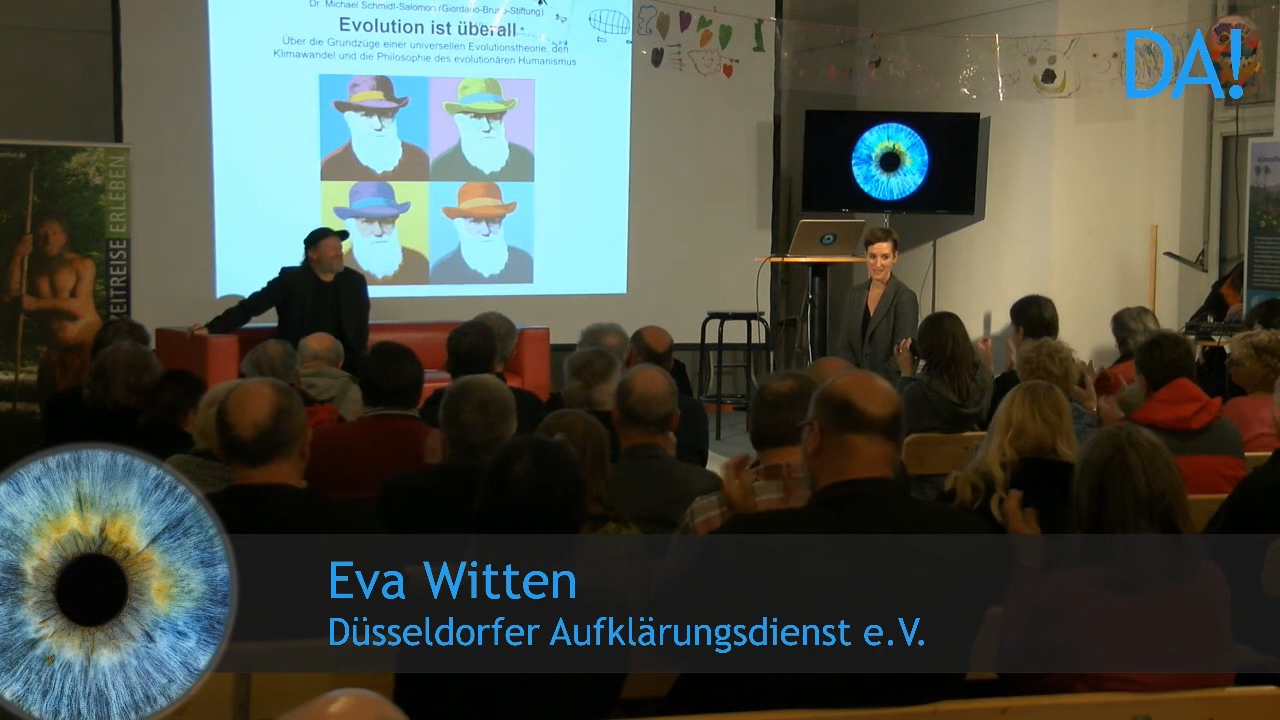 Dr. Michael Schmidt-Salomon (Giordano-Bruno-Stiftung)
Evolution ist überall
Über die Grundzüge einer universellen Evolutionstheorie, den
Klimawandel und die Philosophie des evolutionären Humanismus
DA!
ZEITREISE ERLEBEN
Eva Witten
Düsseldorfer Aufklärungsdienst e.V.